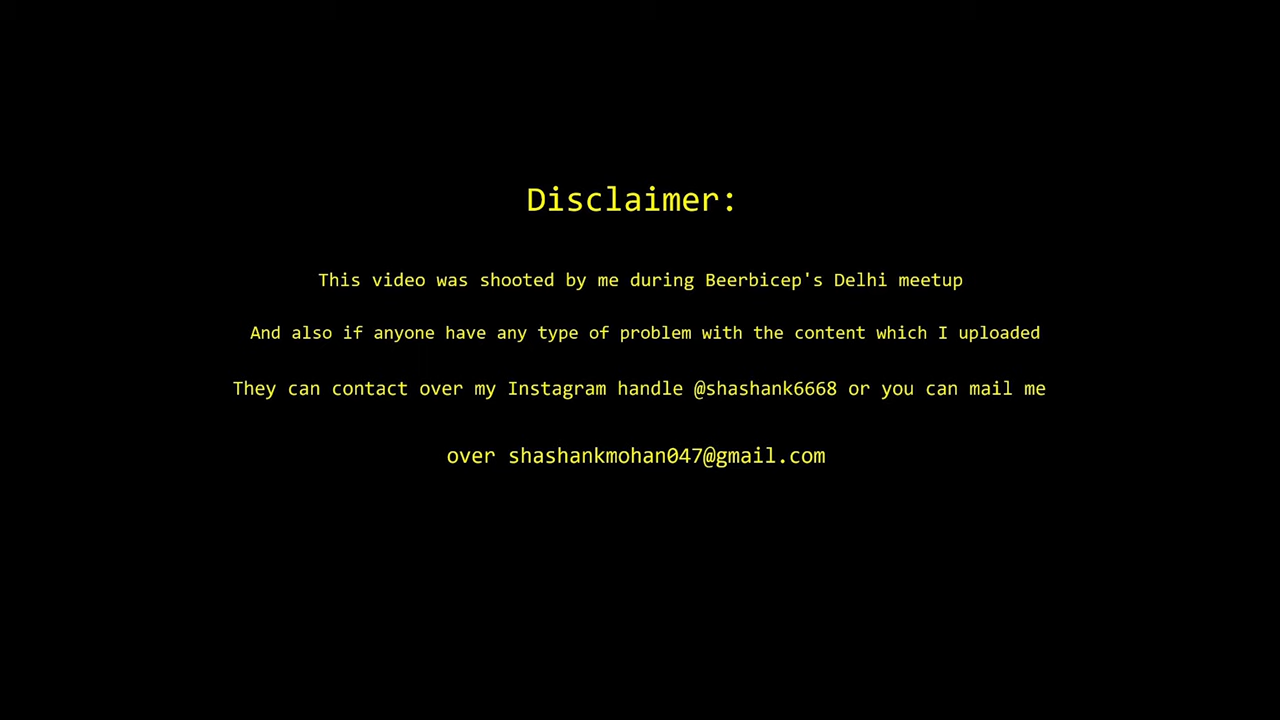 Disclaimer:
This video was shooted by me during Beerbicep's Delhi meetup
And also if anyone have any type of problem with the content which I uploaded
They can contact over my Instagram handle @shashank6668 or you can mail me
over shashankmohan047@gmail.com